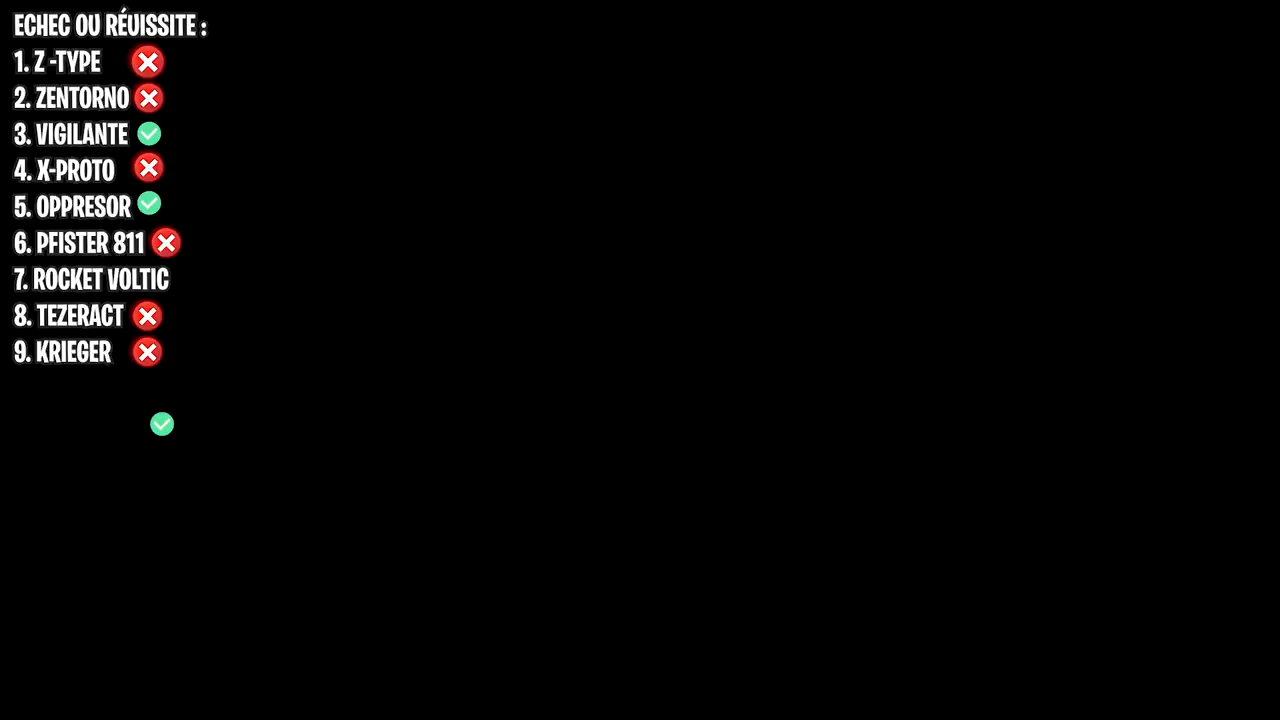 ECHEC OU RÉUISSITE :
1. Z -TYPE
2. ZENTORNO
3. VIGILANTE
4. X-PROTO
5. OPPRESOR
6. PFISTER 811
7. ROCKET VOLTIC
8. TEZERACT
9. KRIEGER